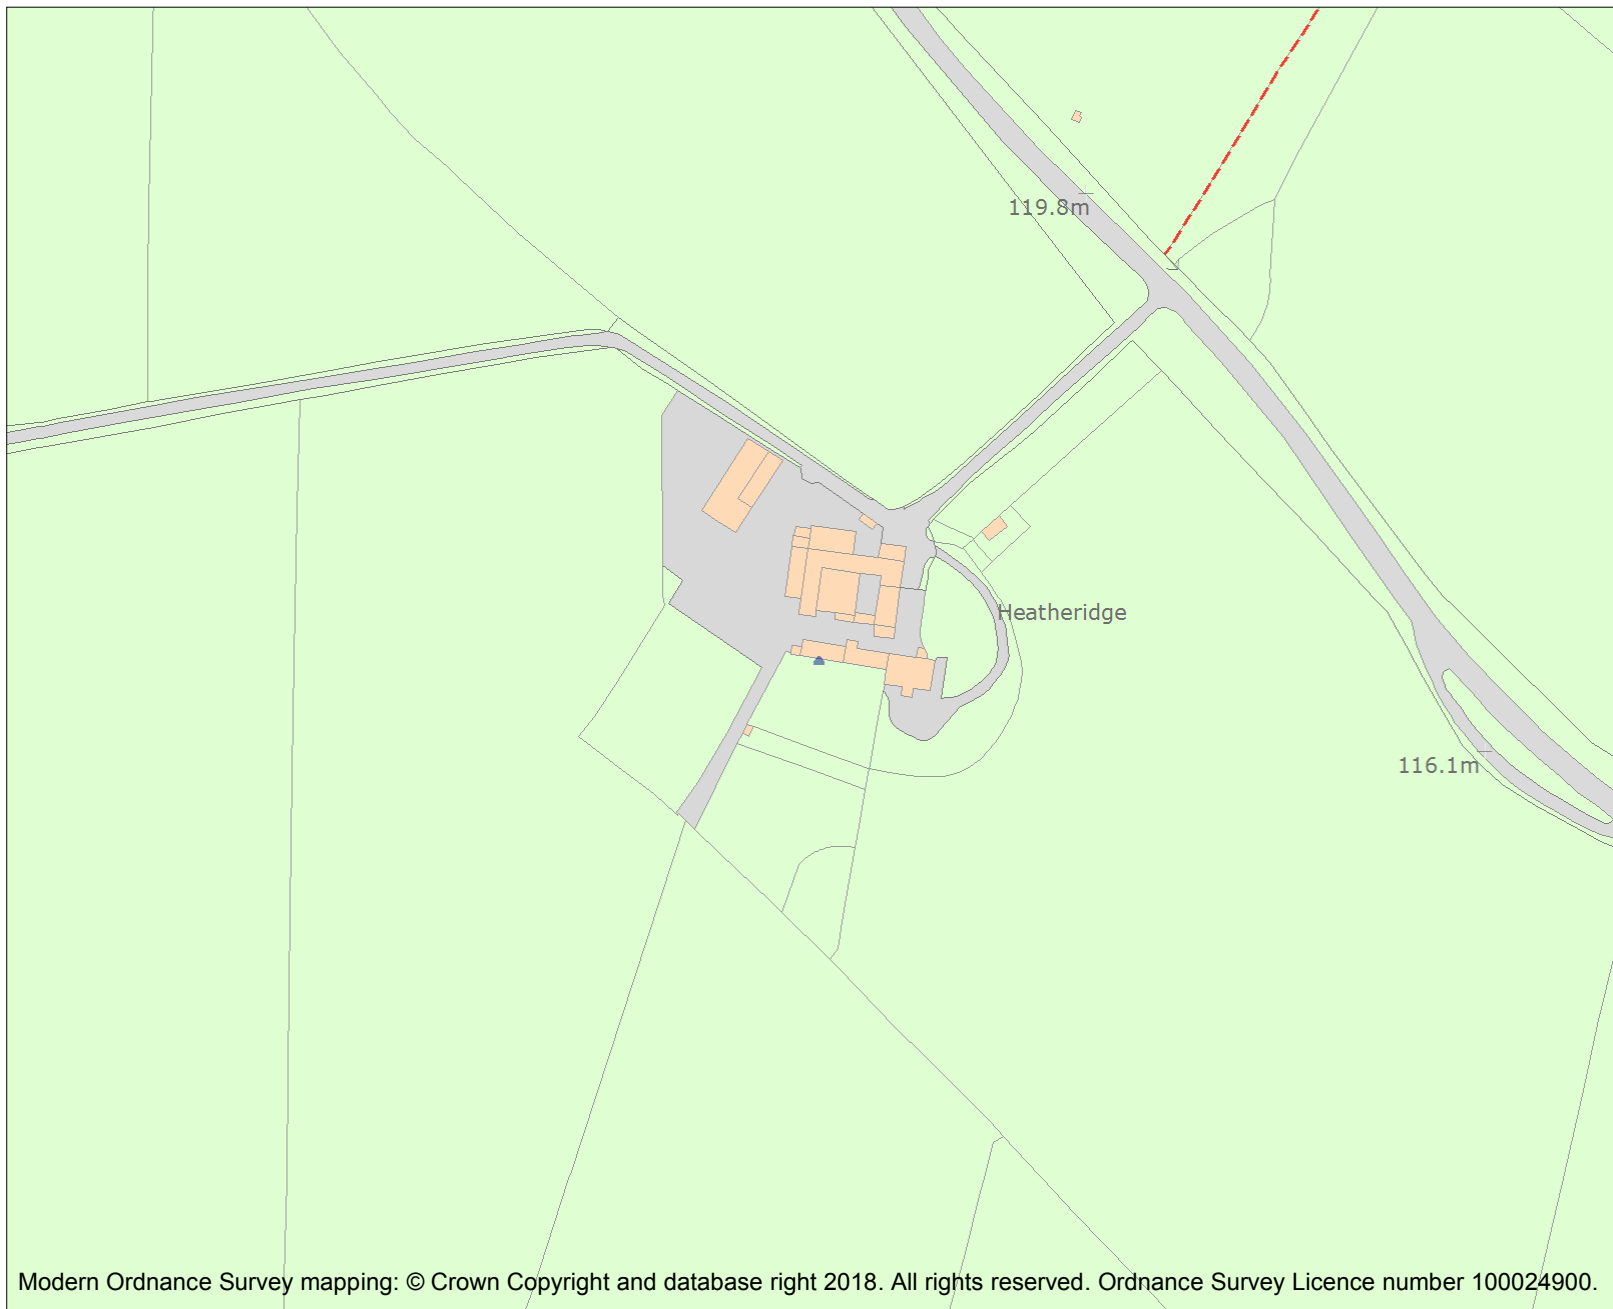 119.8m
Heatheridge
116.1m
Modern Ordnance Survey mapping: © Crown Copyright and database right 2018. All rights reserved. Ordnance Survey Licence number 100024900.